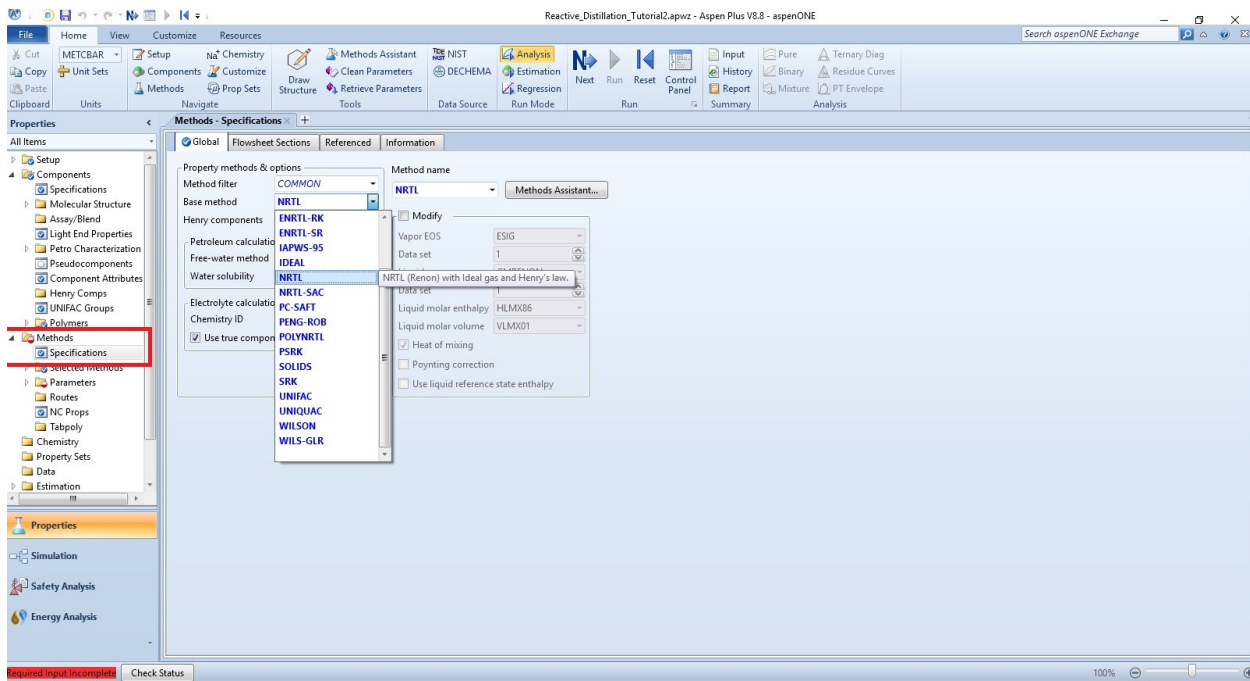 Reactive_Distillation_Tutorial2.apwz - Aspen Plus V8.8 - aspenONE
File Home View Customize Resources
Search aspenONE Exchange
Cut
Copy
Paste
Clipboard
METCBAR
Unit Sets
Units
Setup
Components
Methods
Na+ Chemistry
Customize
Prop Sets
Navigate
Draw
Structure
Methods Assistant
Clean Parameters
Retrieve Parameters
Tools
NIST
DECHEMA
Data Source
Analysis
Estimation
Regression
Run Mode
Next
Run
Reset
Control
Panel
Run
Input
History
Report
Summary
Pure
Binary
Mixture
Ternary Diag
Residue Curves
PT Envelope
Analysis
Properties
All Items
Setup
Components
Specifications
Molecular Structure
Assay/Blend
Light End Properties
Petro Characterization
Pseudocomponents
Component Attributes
Henry Comps
UNIFAC Groups
Polymers
Methods
Specifications
Selected Methods
Parameters
Routes
NC Props
Tabpoly
Chemistry
Property Sets
Data
Estimation
Properties
Simulation
Safety Analysis
Energy Analysis
Methods - Specifications × +
Global Flowsheet Sections Referenced Information
Property methods & options
Method filter COMMON
Base method NRTL
Henry components
Petroleum calculatio
Free-water method
Water solubility
Electrolyte calculatio
Chemistry ID
Use true compon
ENRTL-RK
ENRTL-SR
IAPWS-95
IDEAL
NRTL
NRTL-SAC
PC-SAFT
PENG-ROB
POLYNRTL
PSRK
SOLIDS
SRK
UNIFAC
UNIQUAC
WILSON
WILS-GLR
Method name
NRTL Methods Assistant...
Modify
Vapor EOS ESIG
Data set 1
NRTL (Renon) with Ideal gas and Henry's law.
Data set 1
Liquid molar enthalpy HLMX86
Liquid molar volume VLMX01
Heat of mixing
Poynting correction
Use liquid reference state enthalpy
Required Input Incomplete Check Status
100%